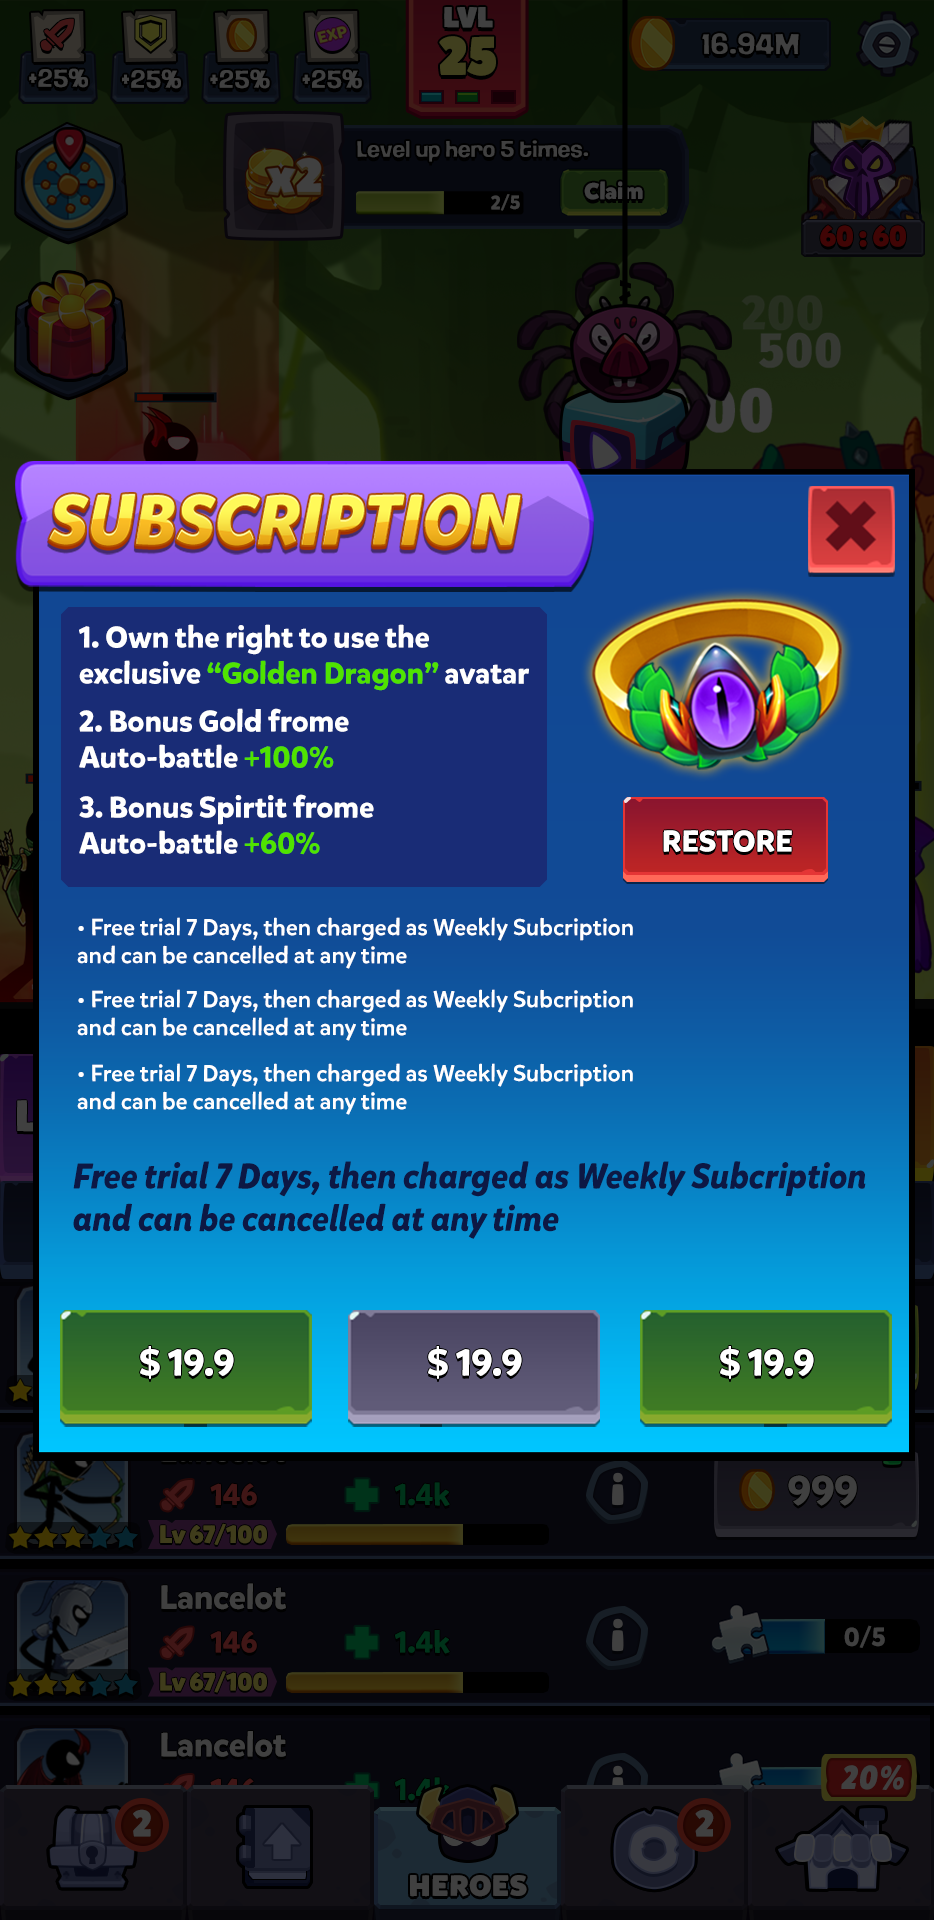 LVL
25
EXP
+25%
+25%
+25%
+25%
16.94M
x2
Level up hero 5 times.
2/5
Claim
60:60
200
500
00
SUBSCRIPTION
1. Own the right to use the
exclusive “Golden Dragon” avatar
2. Bonus Gold frome
Auto-battle +100%
3. Bonus Spirtit frome
Auto-battle +60%
RESTORE
• Free trial 7 Days, then charged as Weekly Subcription
and can be cancelled at any time
• Free trial 7 Days, then charged as Weekly Subcription
and can be cancelled at any time
• Free trial 7 Days, then charged as Weekly Subcription
and can be cancelled at any time
Free trial 7 Days, then charged as Weekly Subcription
and can be cancelled at any time
$ 19.9
$ 19.9
$ 19.9
146
1.4k
999
Lv 67/100
Lancelot
146
1.4k
0/5
Lv 67/100
Lancelot
20%
2
2
HEROES